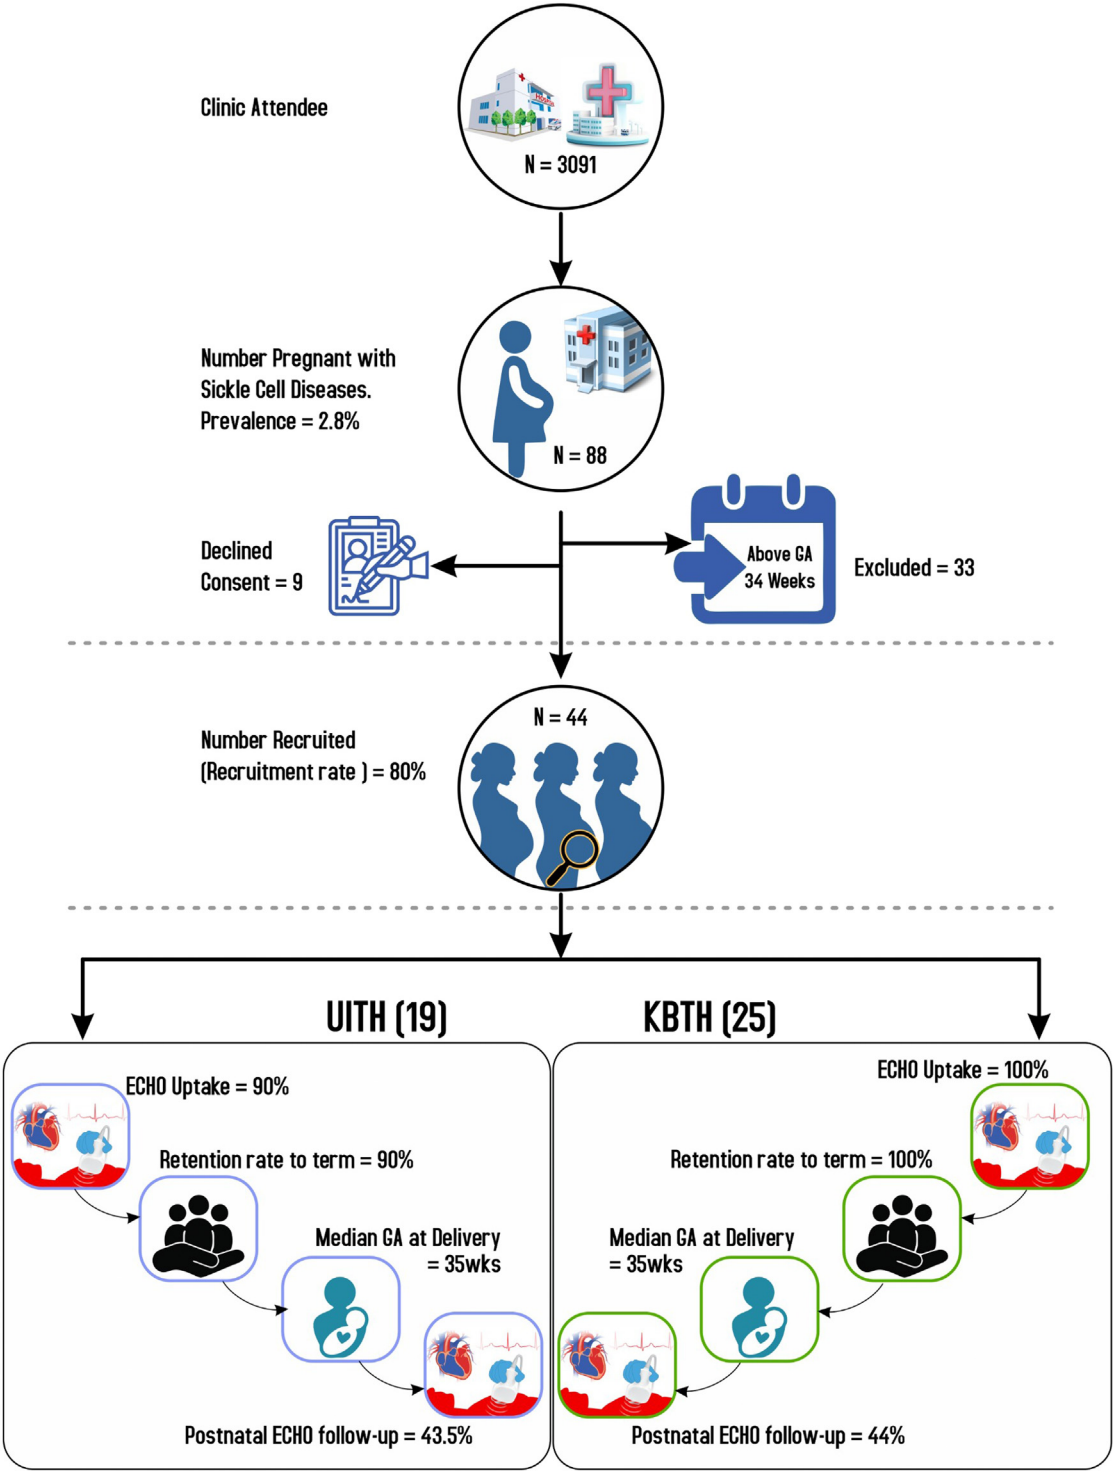 Clinic Attendee
N = 3091
Number Pregnant with
Sickle Cell Diseases.
Prevalence = 2.8%
N = 88
Declined
Consent = 9
Above GA
34 Weeks
Excluded = 33
N = 44
Number Recruited
(Recruitment rate ) = 80%
UITH (19)
KBTH (25)
ECHO Uptake = 90%
Retention rate to term = 90%
Median GA at Delivery
= 35wks
Postnatal ECHO follow-up = 43.5%
ECHO Uptake = 100%
Retention rate to term = 100%
Median GA at Delivery
= 35wks
Postnatal ECHO follow-up = 44%